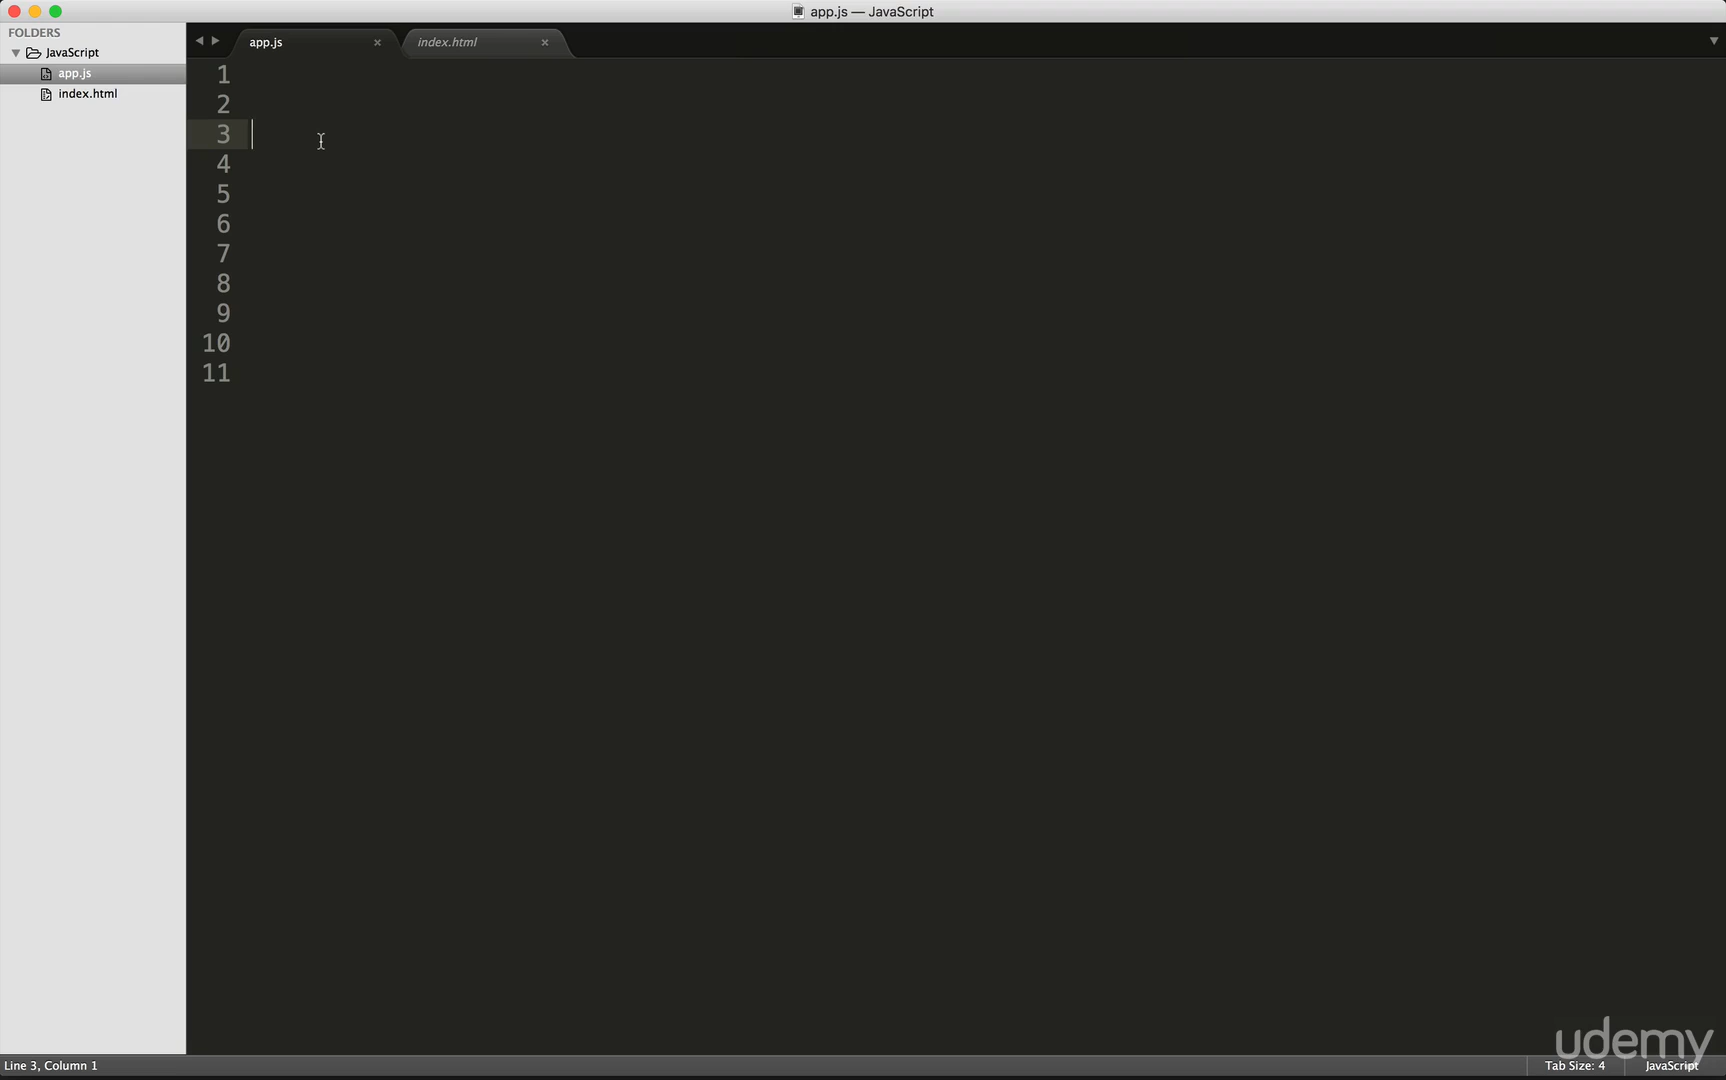 app.js — JavaScript
FOLDERS
JavaScript
app.js
index.html
app.js
index.html
1
2
3
4
5
6
7
8
9
10
11
udemy
Line 3, Column 1
Tab Size: 4
JavaScript